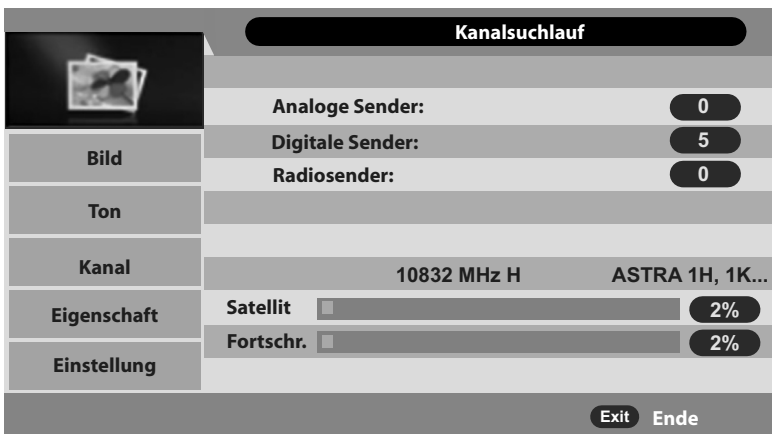 Kanalsuchlauf
Analoge Sender: 0
Digitale Sender: 5
Radiosender: 0
Bild
Ton
Kanal
Eigenschaft
Einstellung
10832 MHz H ASTRA 1H, 1K...
Satellit 2%
Fortschr. 2%
Exit Ende